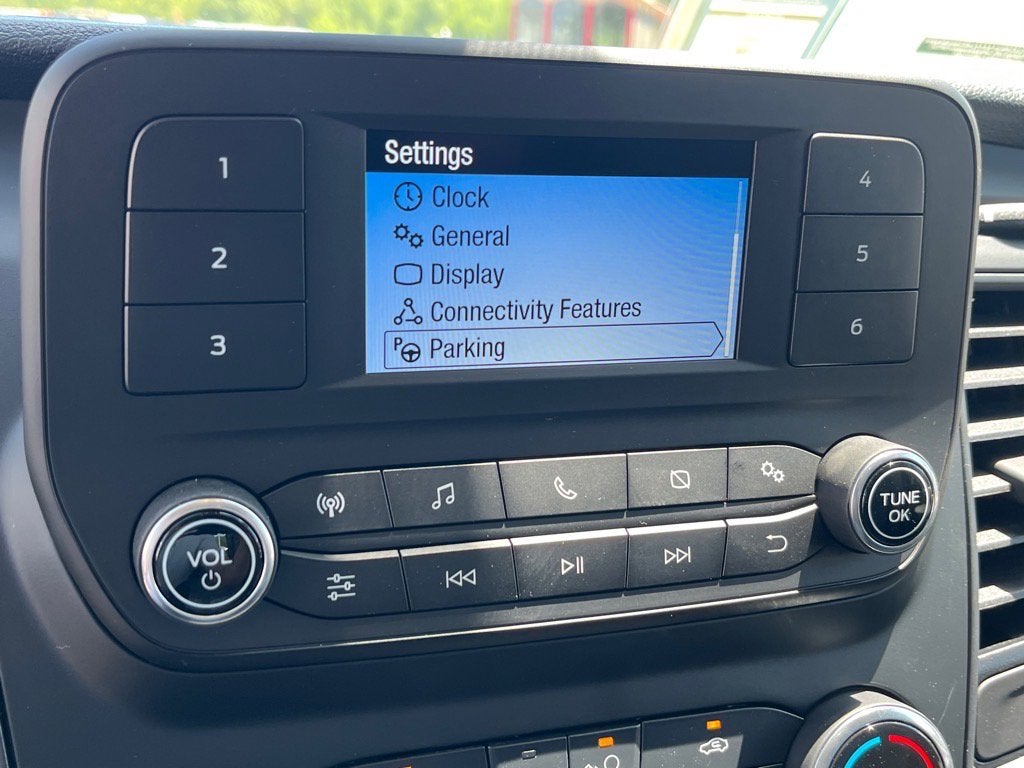 Settings
Clock
General
Display
Connectivity Features
P Parking
1
2
3
4
5
6
VOL
TUNE
OK